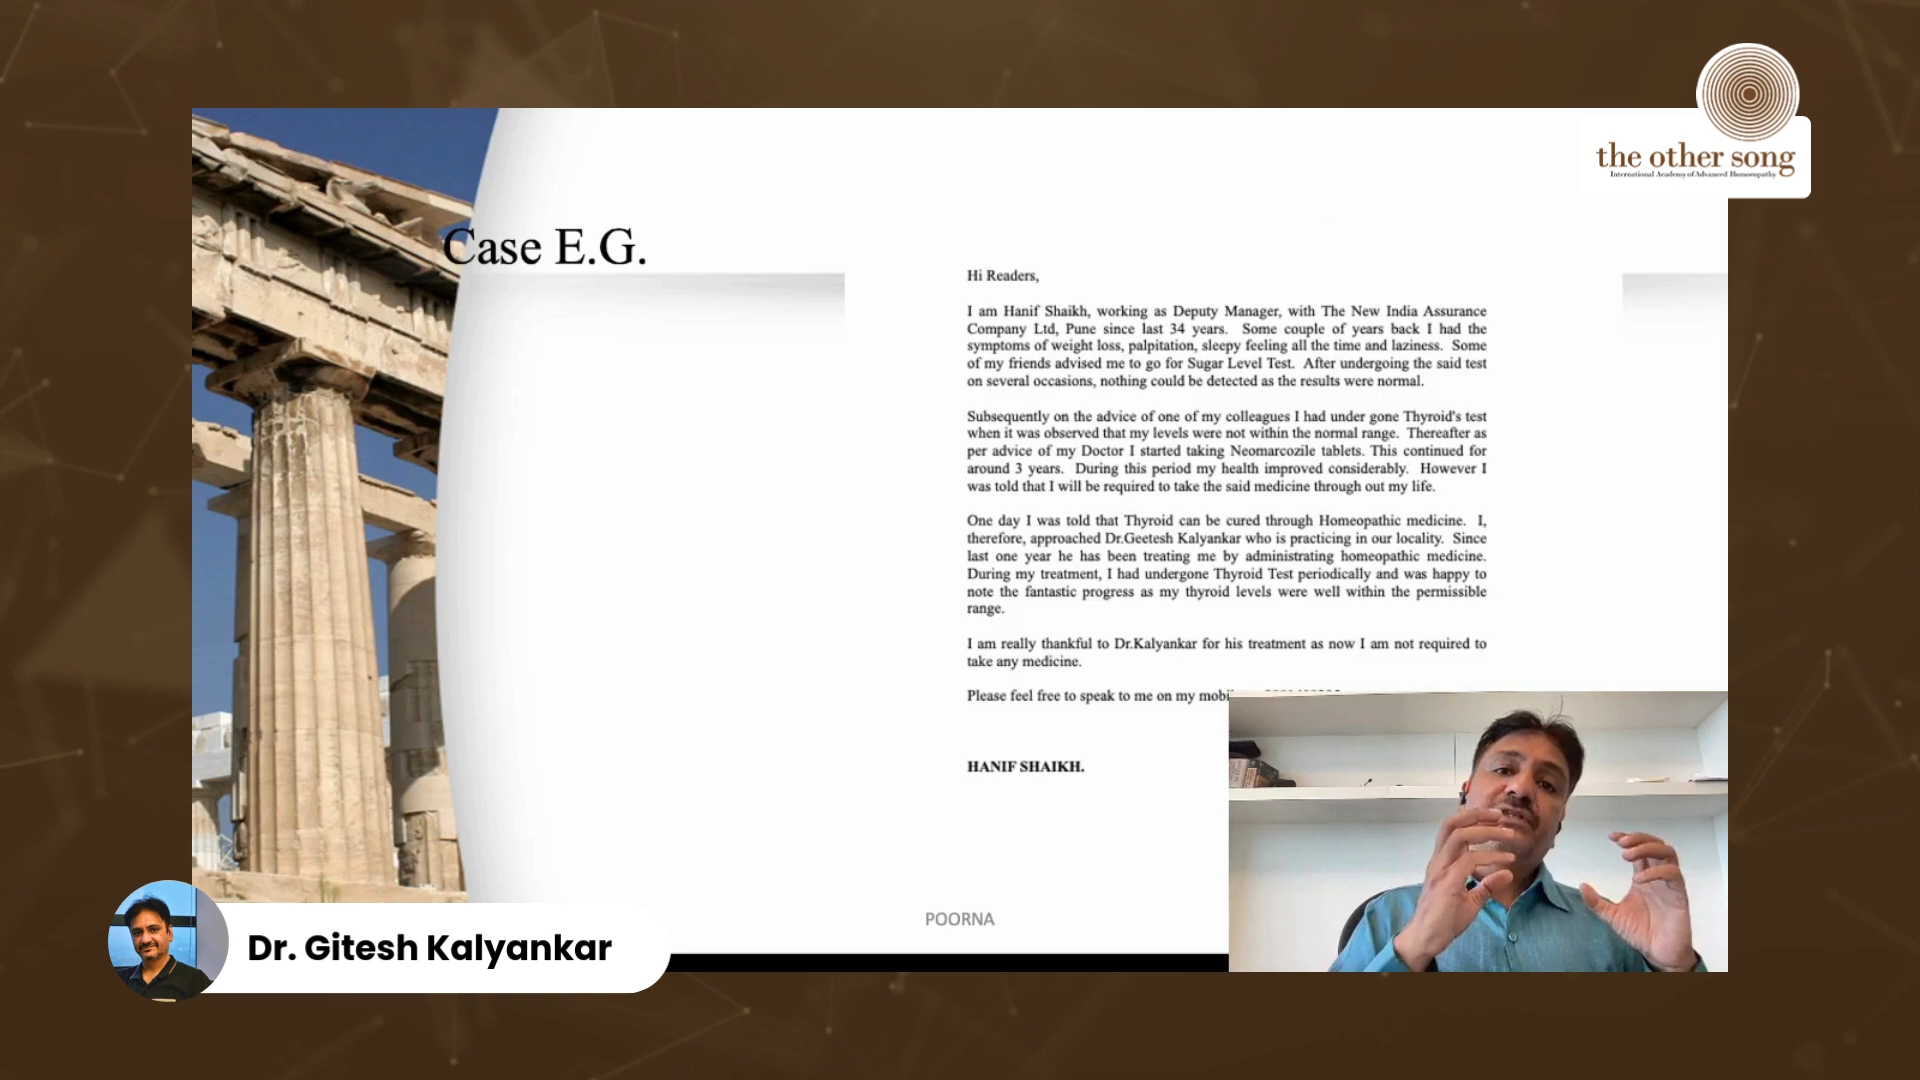 the other song
International Academy of Advanced Homoeopathy
Case E.G.
Hi Readers,
I am Hanif Shaikh, working as Deputy Manager, with The New India Assurance
Company Ltd, Pune since last 34 years. Some couple of years back I had the
symptoms of weight loss, palpitation, sleepy feeling all the time and laziness. Some
of my friends advised me to go for Sugar Level Test. After undergoing the said test
on several occasions, nothing could be detected as the results were normal.
Subsequently on the advice of one of my colleagues I had under gone Thyroid's test
when it was observed that my levels were not within the normal range. Thereafter as
per advice of my Doctor I started taking Neomarcozile tablets. This continued for
around 3 years. During this period my health improved considerably. However I
was told that I will be required to take the said medicine through out my life.
One day I was told that Thyroid can be cured through Homeopathic medicine. I,
therefore, approached Dr.Geetesh Kalyankar who is practicing in our locality. Since
last one year he has been treating me by administrating homeopathic medicine.
During my treatment, I had undergone Thyroid Test periodically and was happy to
note the fantastic progress as my thyroid levels were well within the permissible
range.
I am really thankful to Dr.Kalyankar for his treatment as now I am not required to
take any medicine.
Please feel free to speak to me on my
HANIF SHAIKH.
POORNA
Dr. Gitesh Kalyankar